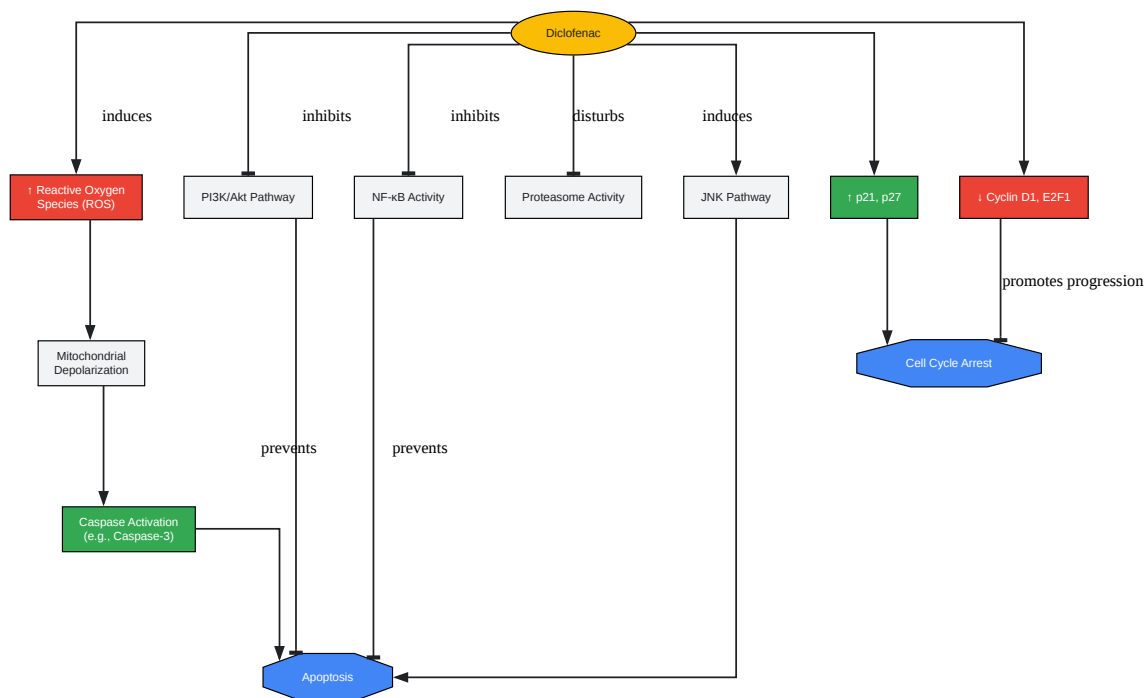 Diclofenac
induces
inhibits
inhibits
disturbs
induces
↑ Reactive Oxygen
Species (ROS)
PI3K/Akt Pathway
NF-κB Activity
Proteasome Activity
JNK Pathway
↑ p21, p27
↓ Cyclin D1, E2F1
promotes progression
Mitochondrial
Depolarization
Cell Cycle Arrest
prevents
prevents
Caspase Activation
(e.g., Caspase-3)
Apoptosis